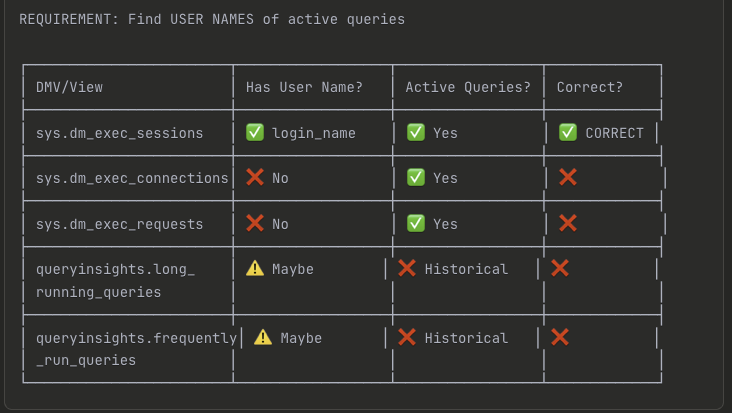 REQUIREMENT: Find USER NAMES of active queries
DMV/View Has User Name? Active Queries? Correct?
sys.dm_exec_sessions ✅ login_name ✅ Yes ✅ CORRECT
sys.dm_exec_connections ❌ No ✅ Yes ❌
sys.dm_exec_requests ❌ No ✅ Yes ❌
queryinsights.long_ ⚠️ Maybe ❌ Historical ❌
running_queries
queryinsights.frequently ⚠️ Maybe ❌ Historical ❌
_run_queries